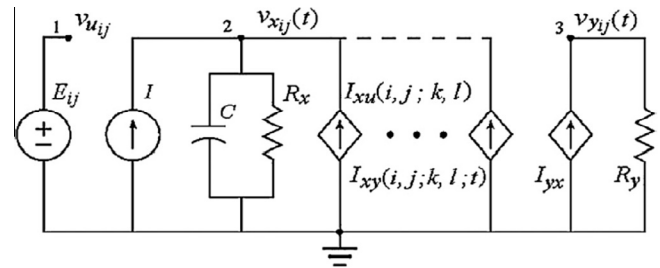 1 v_{u_{ij}}
2 v_{x_{ij}}(t)
3 v_{y_{ij}}(t)
E_{ij}
I
C
R_x
I_{xu}(i, j; k, l)
I_{xy}(i, j; k, l; t)
I_{yx}
R_y